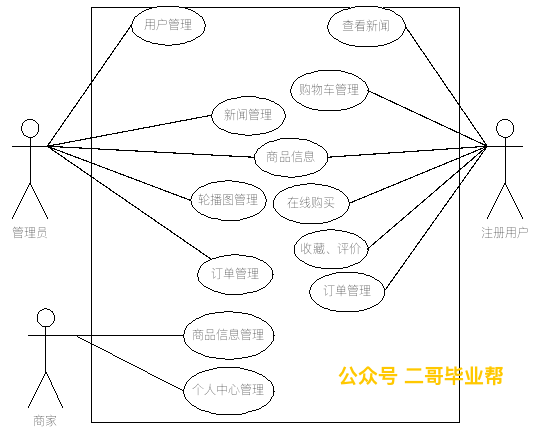 用户管理
查看新闻
购物车管理
新闻管理
商品信息
轮播图管理
在线购买
管理员
注册用户
收藏、评价
订单管理
订单管理
商品信息管理
公众号 二哥毕业帮
个人中心管理
商家